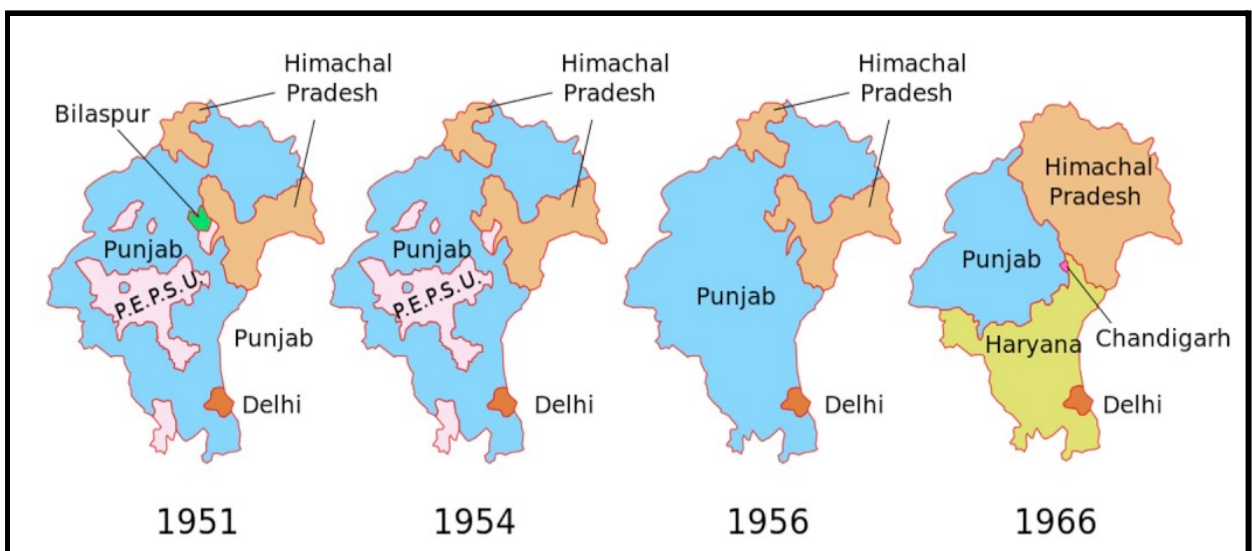 Himachal
Pradesh
Bilaspur
Punjab
P.E.P.S.U.
Punjab
Delhi
1951
Himachal
Pradesh
Punjab
P.E.P.S.U.
Delhi
1954
Himachal
Pradesh
Punjab
Delhi
1956
Himachal
Pradesh
Punjab
Chandigarh
Haryana
Delhi
1966